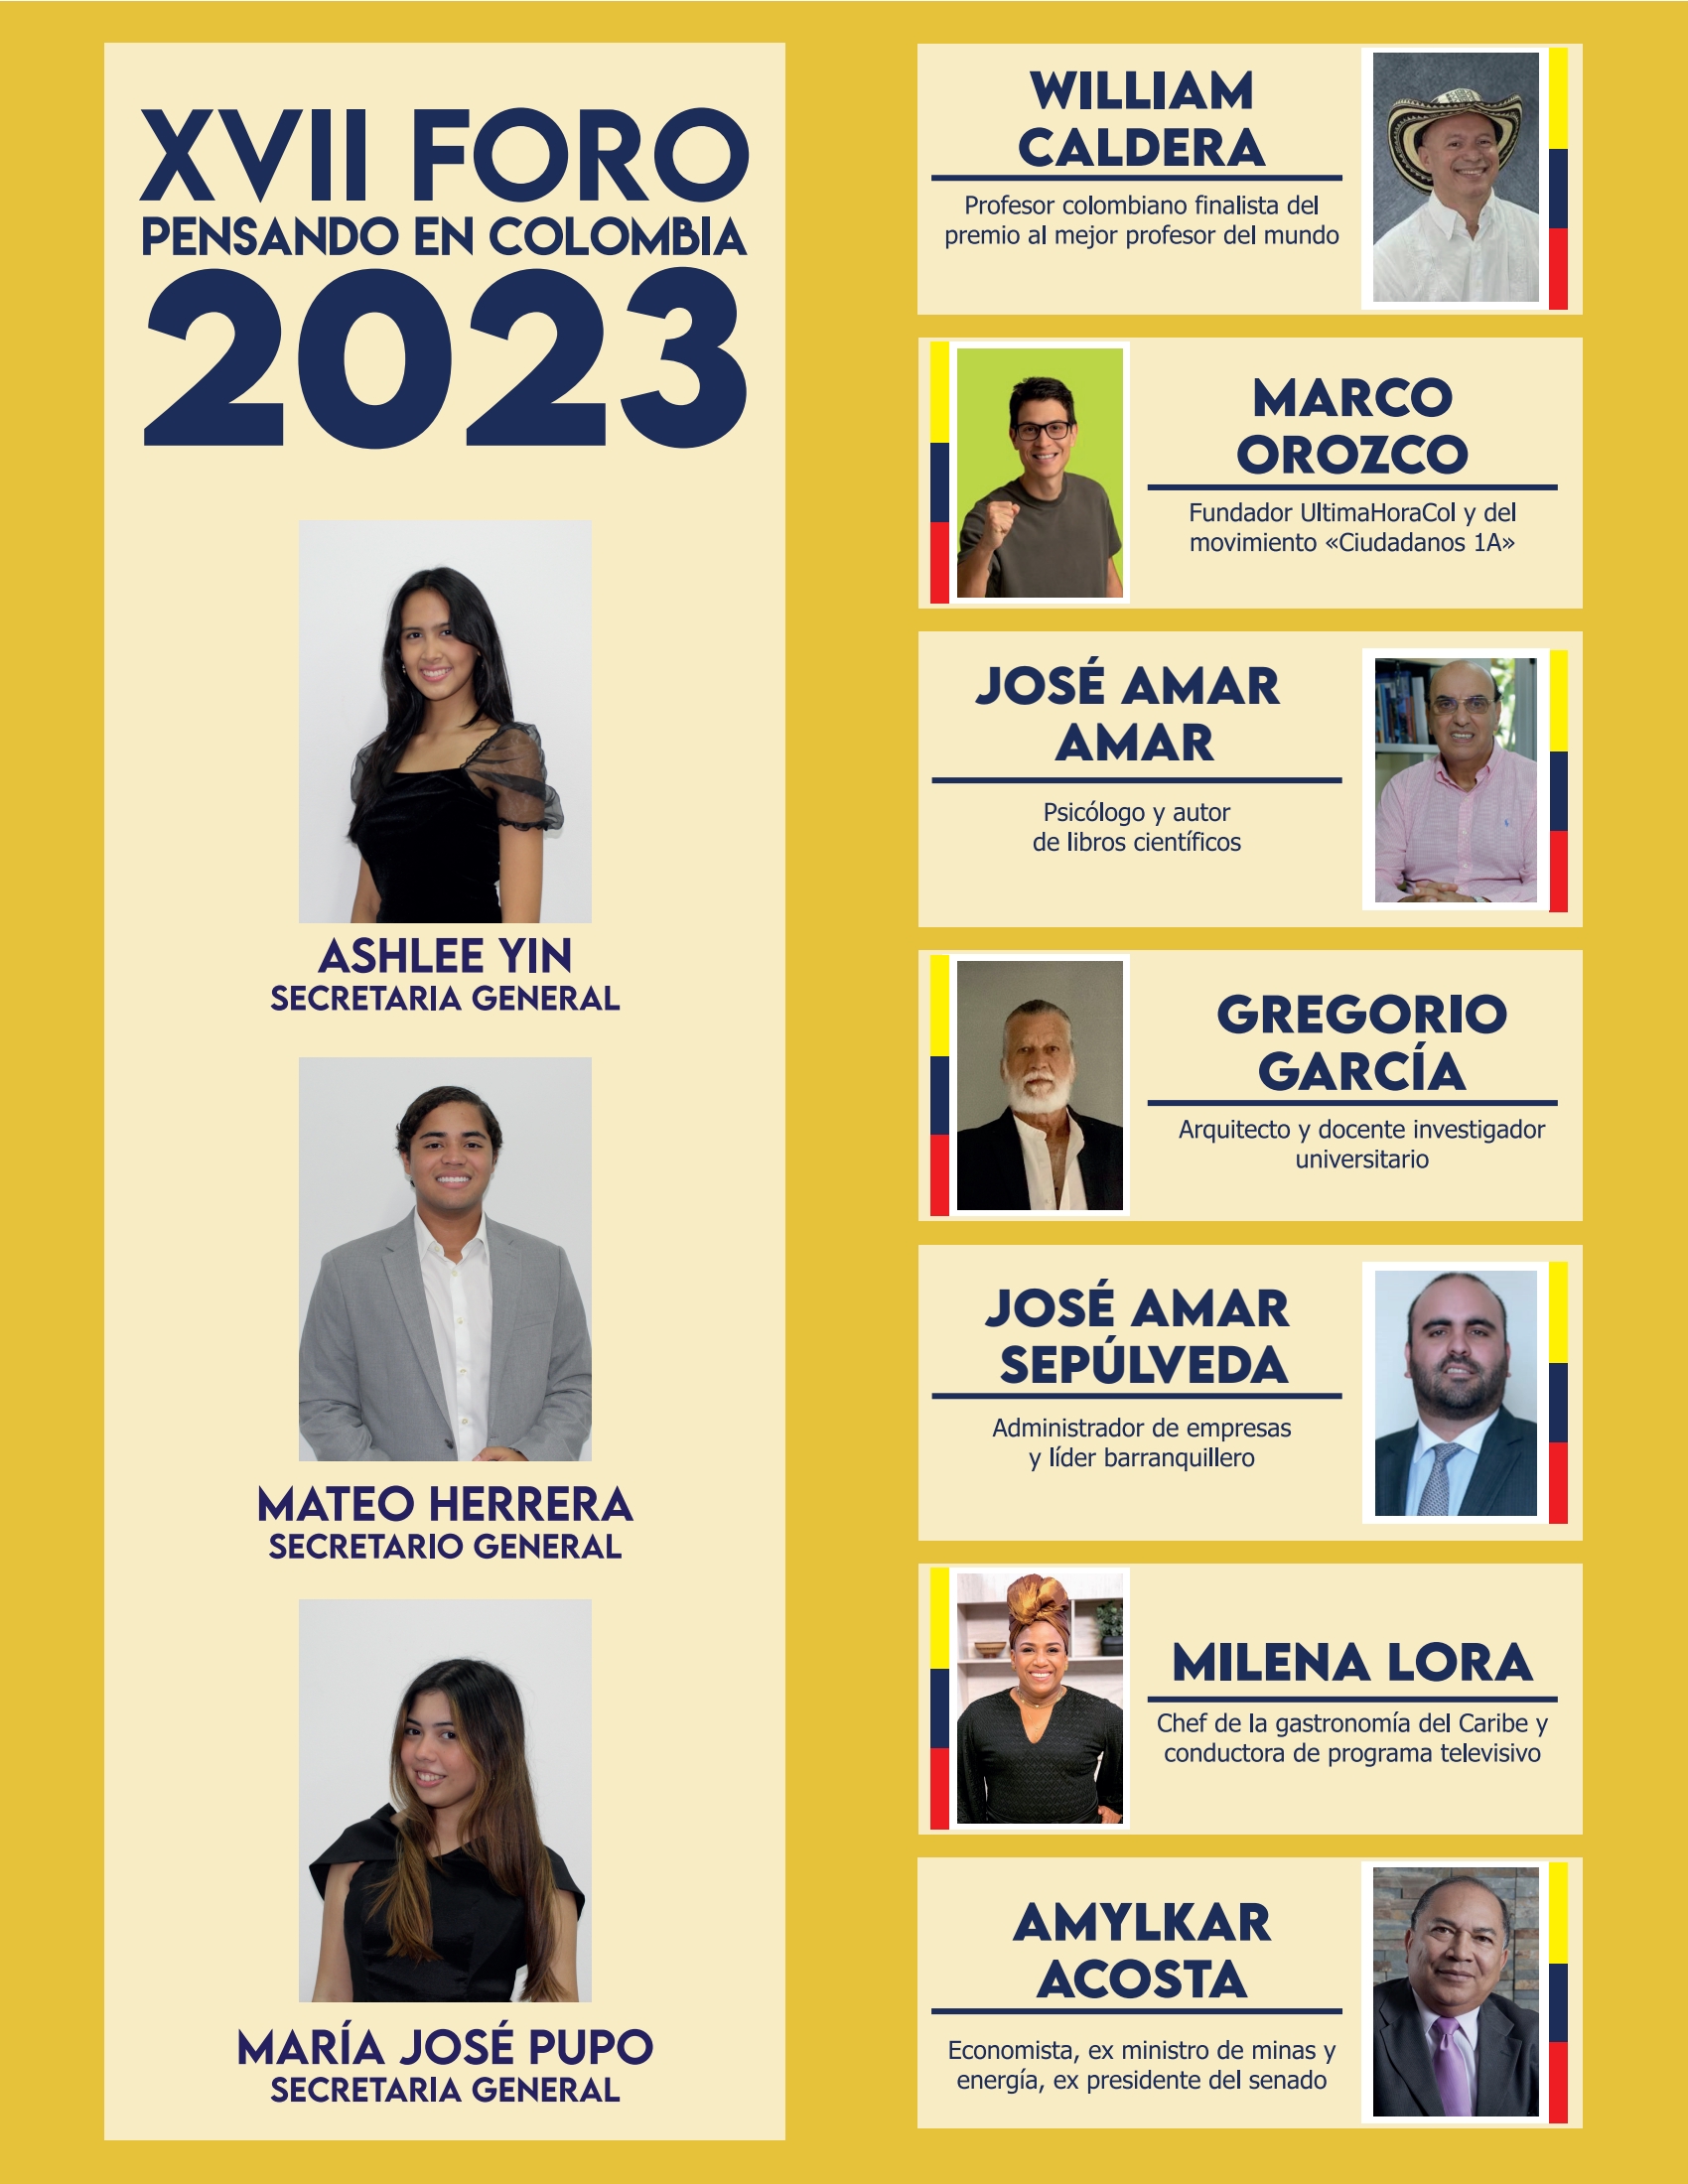 XVII FORO
PENSANDO EN COLOMBIA
2023
ASHLEE YIN
SECRETARIA GENERAL
MATEO HERRERA
SECRETARIO GENERAL
MARÍA JOSÉ PUPO
SECRETARIA GENERAL
WILLIAM
CALDERA
Profesor colombiano finalista del
premio al mejor profesor del mundo
MARCO
OROZCO
Fundador UltimaHoraCol y del
movimiento «Ciudadanos 1A»
JOSÉ AMAR
AMAR
Psicólogo y autor
de libros científicos
GREGORIO
GARCÍA
Arquitecto y docente investigador
universitario
JOSÉ AMAR
SEPÚLVEDA
Administrador de empresas
y líder barranquillero
MILENA LORA
Chef de la gastronomía del Caribe y
conductora de programa televisivo
AMYLKAR
ACOSTA
Economista, ex ministro de minas y
energía, ex presidente del senado